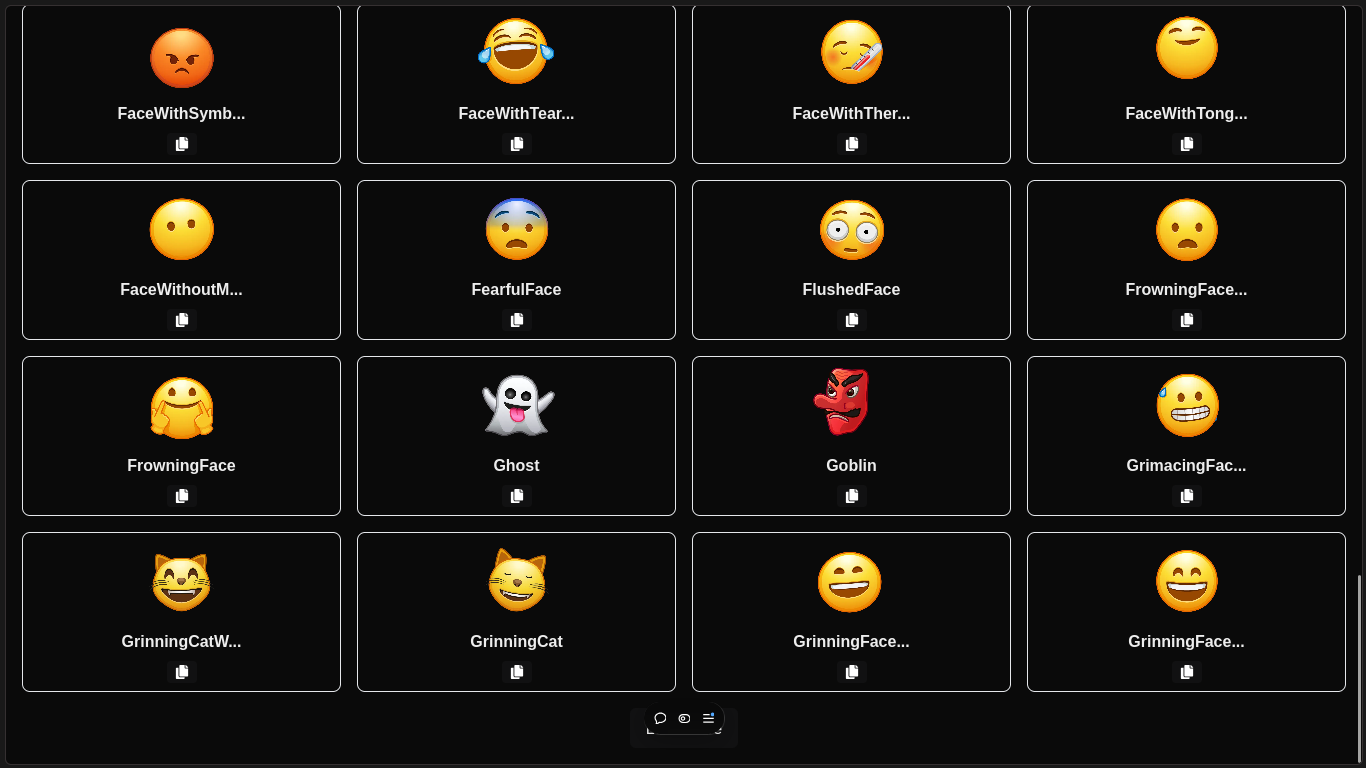 FaceWithSymb...
FaceWithTear...
FaceWithTher...
FaceWithTong...
FaceWithoutM...
FearfulFace
FlushedFace
FrowningFace...
FrowningFace
Ghost
Goblin
GrimacingFac...
GrinningCatW...
GrinningCat
GrinningFace...
GrinningFace...